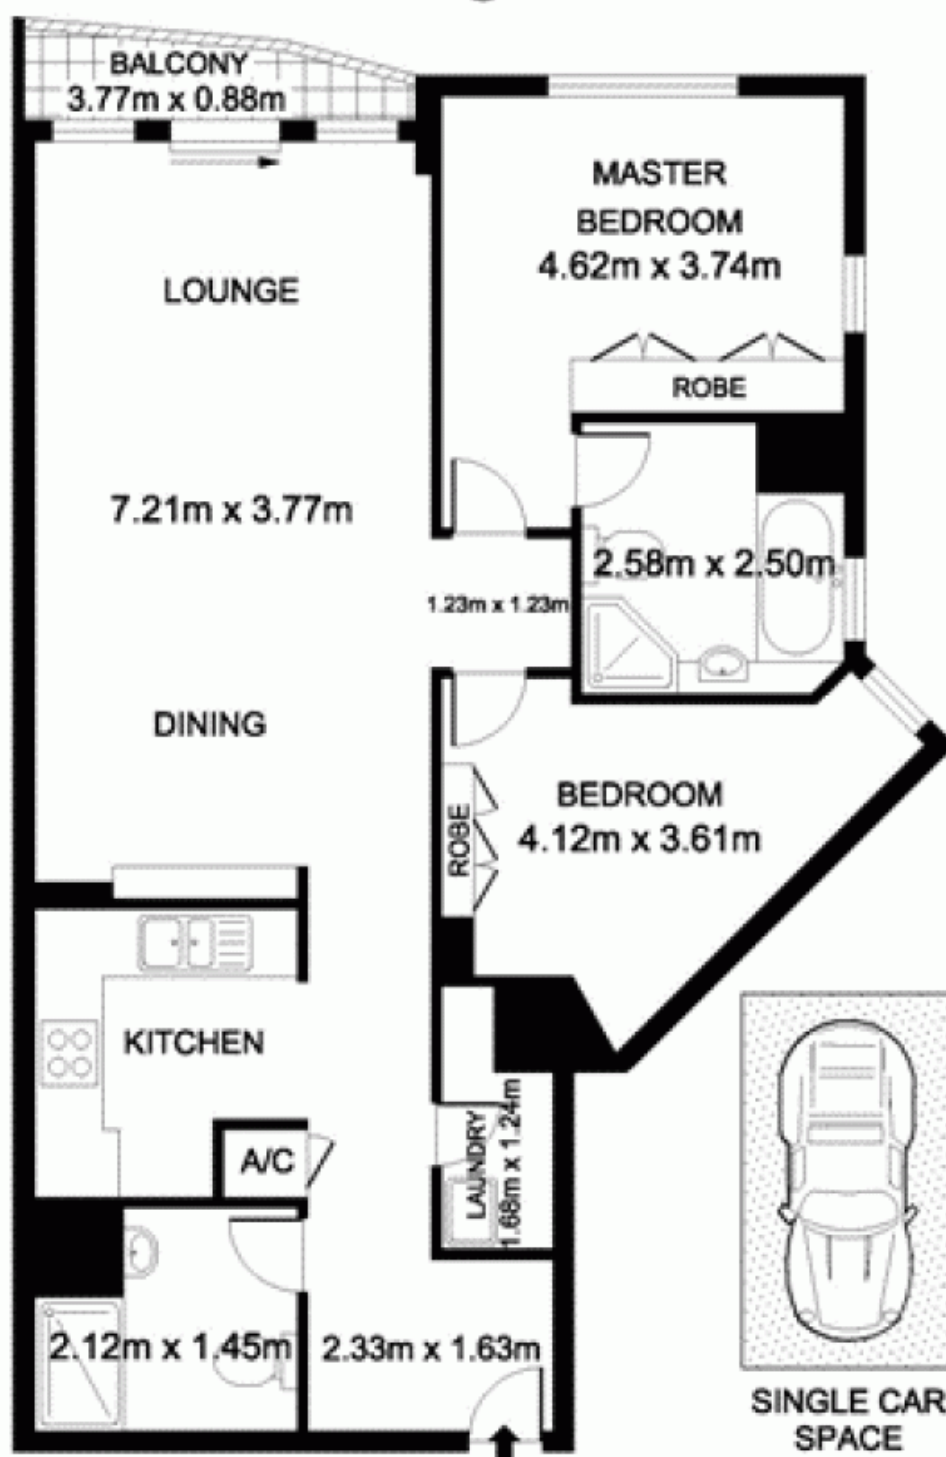 BALCONY
3.77m x 0.88m
MASTER
BEDROOM
4.62m x 3.74m
LOUNGE
ROBE
7.21m x 3.77m
2.58m x 2.50m
1.23m x 1.23m
DINING
BEDROOM
4.12m x 3.61m
ROBE
KITCHEN
A/C
LAUNDRY
1.68m x 1.24m
2.12m x 1.45m
2.33m x 1.63m
SINGLE CAR
SPACE